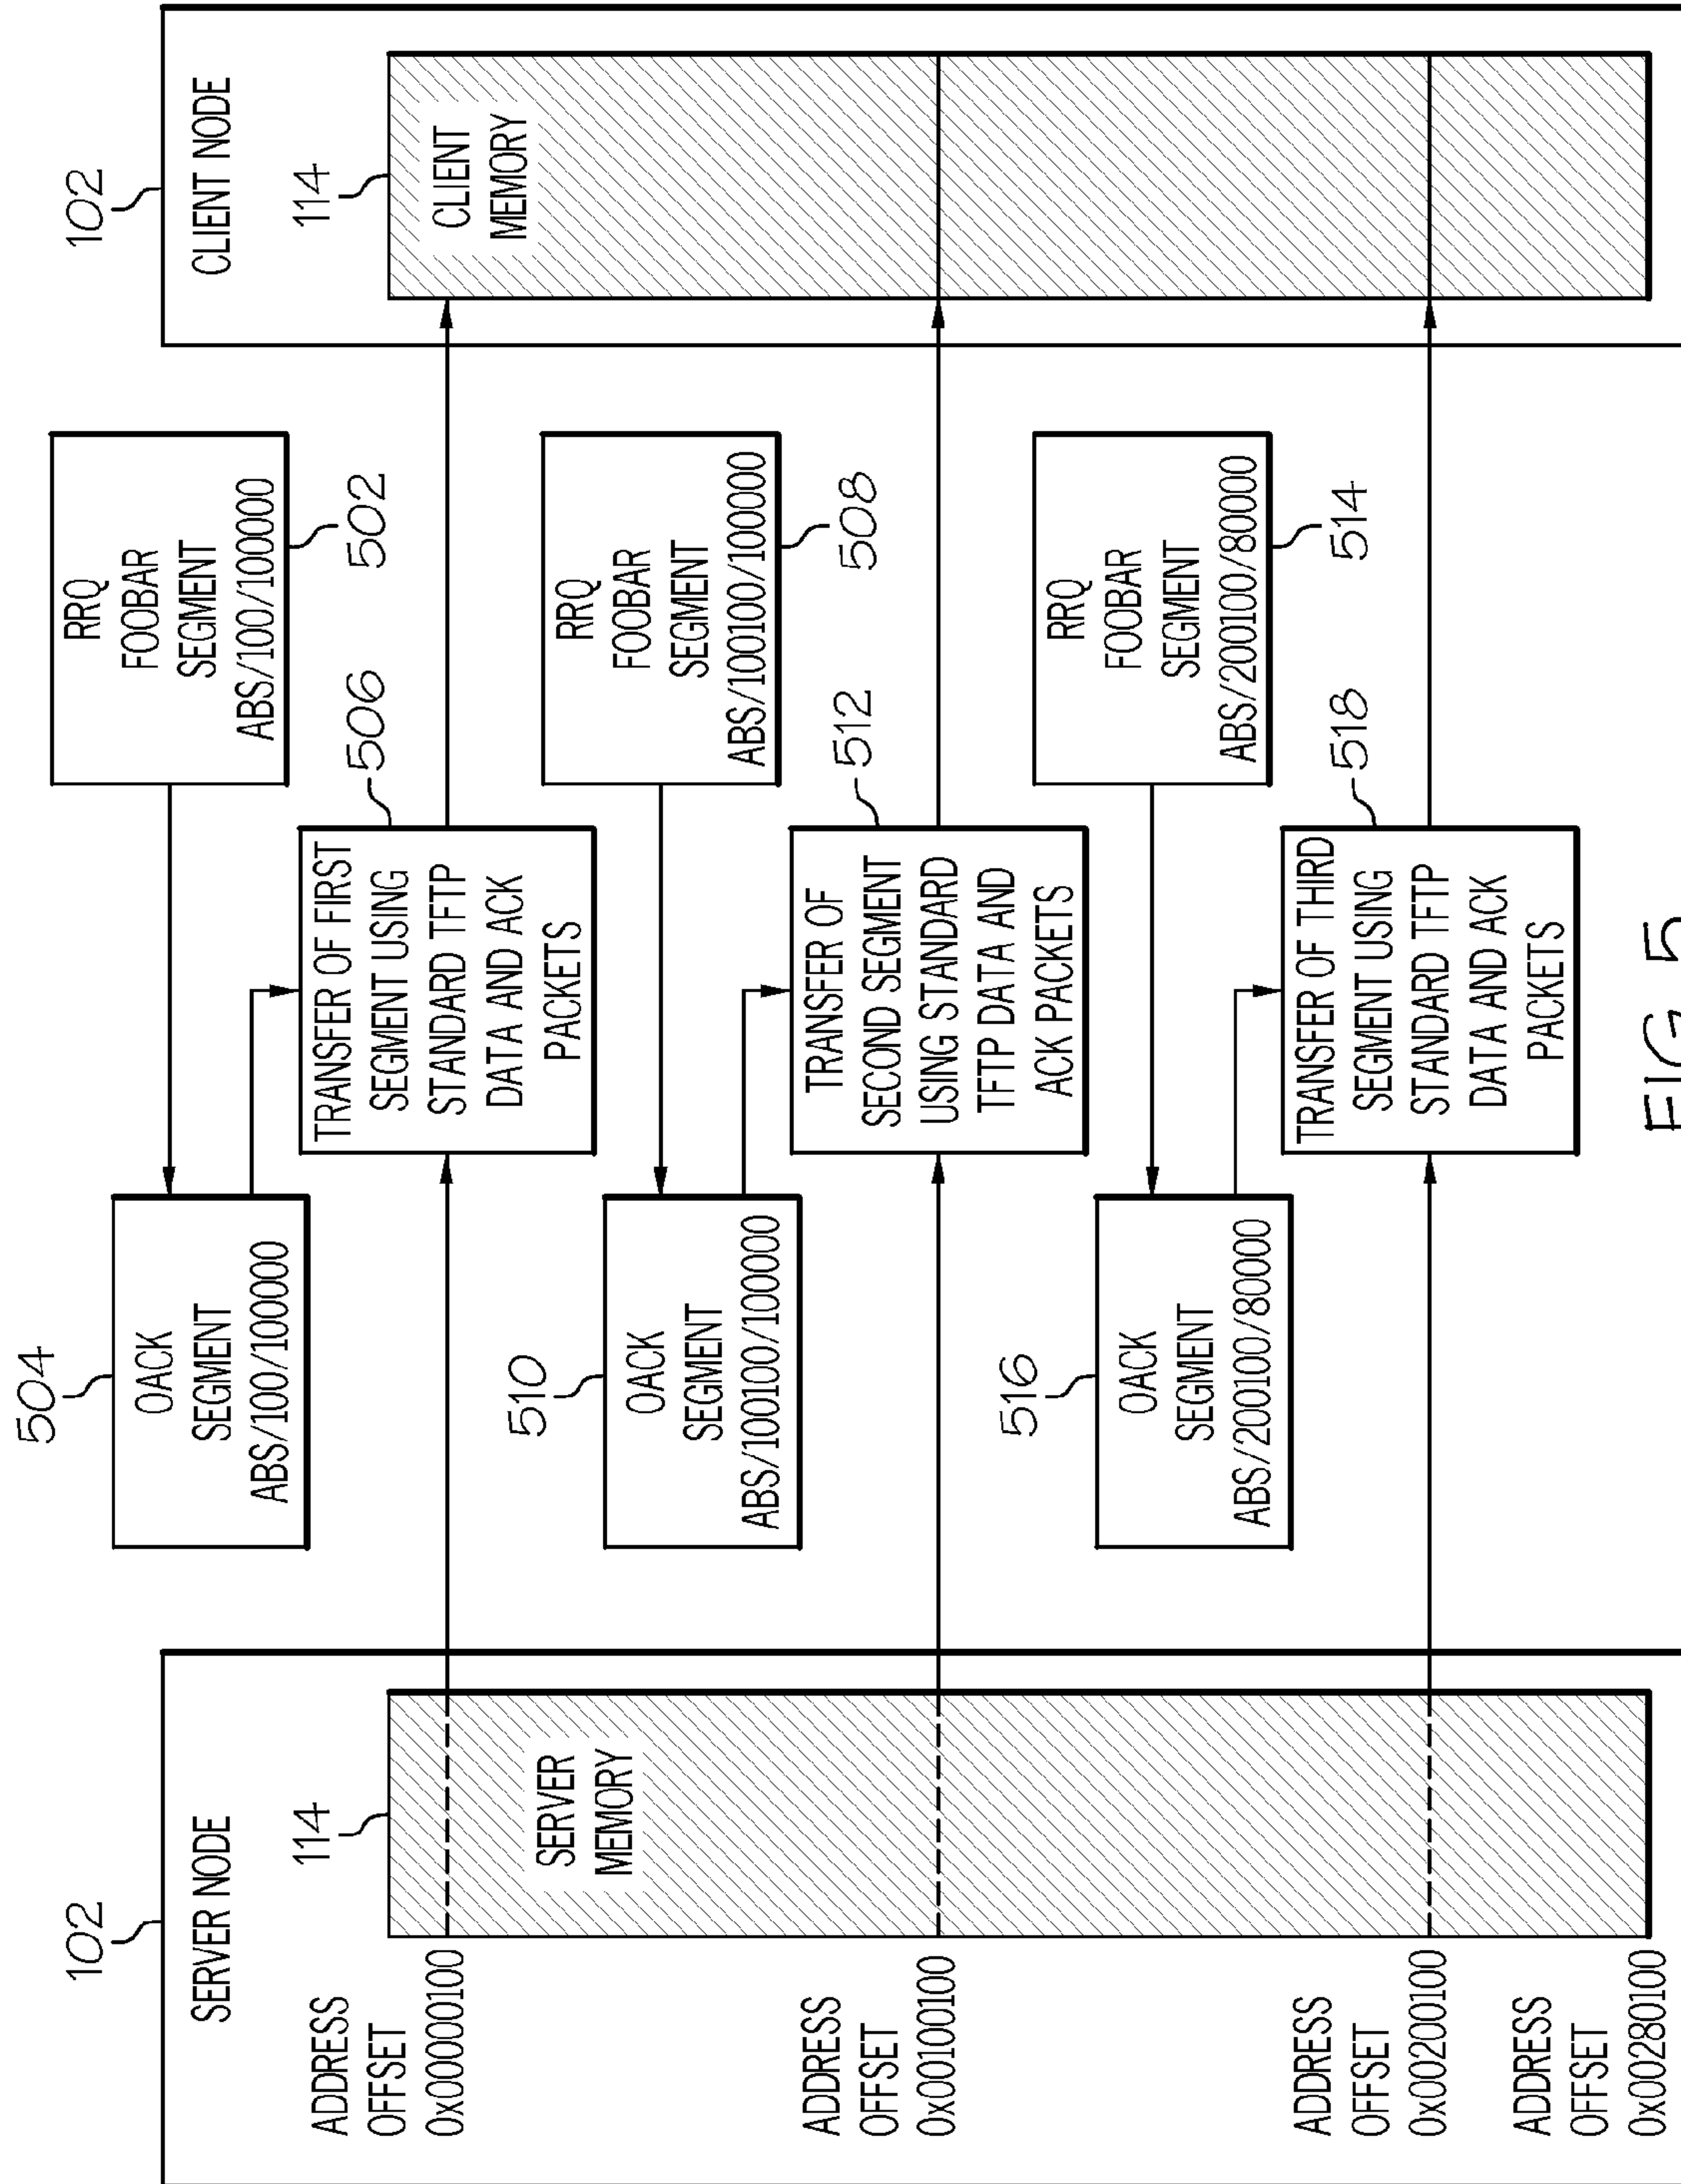 102
SERVER NODE
114
SERVER
MEMORY
ADDRESS
OFFSET
0x00000100
ADDRESS
OFFSET
0x00100100
ADDRESS
OFFSET
0x00200100
ADDRESS
OFFSET
0x00280100
504
OACK
SEGMENT
ABS/100/100000
RRQ
FOOBAR
SEGMENT
ABS/100/100000
502
506
TRANSFER OF FIRST
SEGMENT USING
STANDARD TFTP
DATA AND ACK
PACKETS
510
OACK
SEGMENT
ABS/100100/100000
RRQ
FOOBAR
SEGMENT
ABS/100100/100000
508
512
TRANSFER OF
SECOND SEGMENT
USING STANDARD
TFTP DATA AND
ACK PACKETS
516
OACK
SEGMENT
ABS/200100/80000
RRQ
FOOBAR
SEGMENT
ABS/200100/80000
514
518
TRANSFER OF THIRD
SEGMENT USING
STANDARD TFTP
DATA AND ACK
PACKETS
102
CLIENT NODE
114
CLIENT
MEMORY
FIG. 5